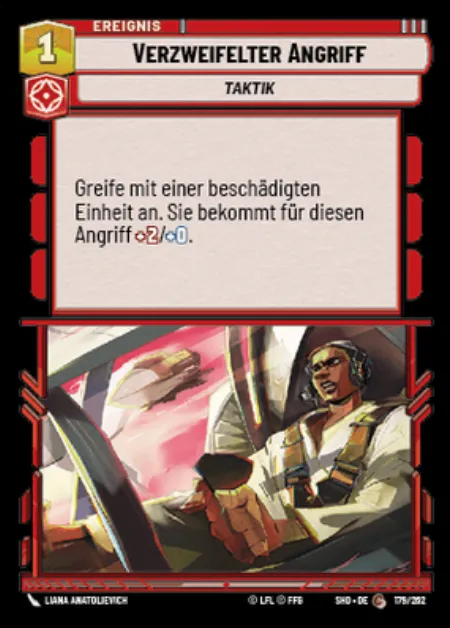 EREIGNIS
1
VERZWEIFELTER ANGRIFF
TAKTIK
Greife mit einer beschädigten
Einheit an. Sie bekommt für diesen
Angriff +2/+0.
LIANA ANATOLIEVICH
© LFL © FFG
SHD • DE
C
179/262